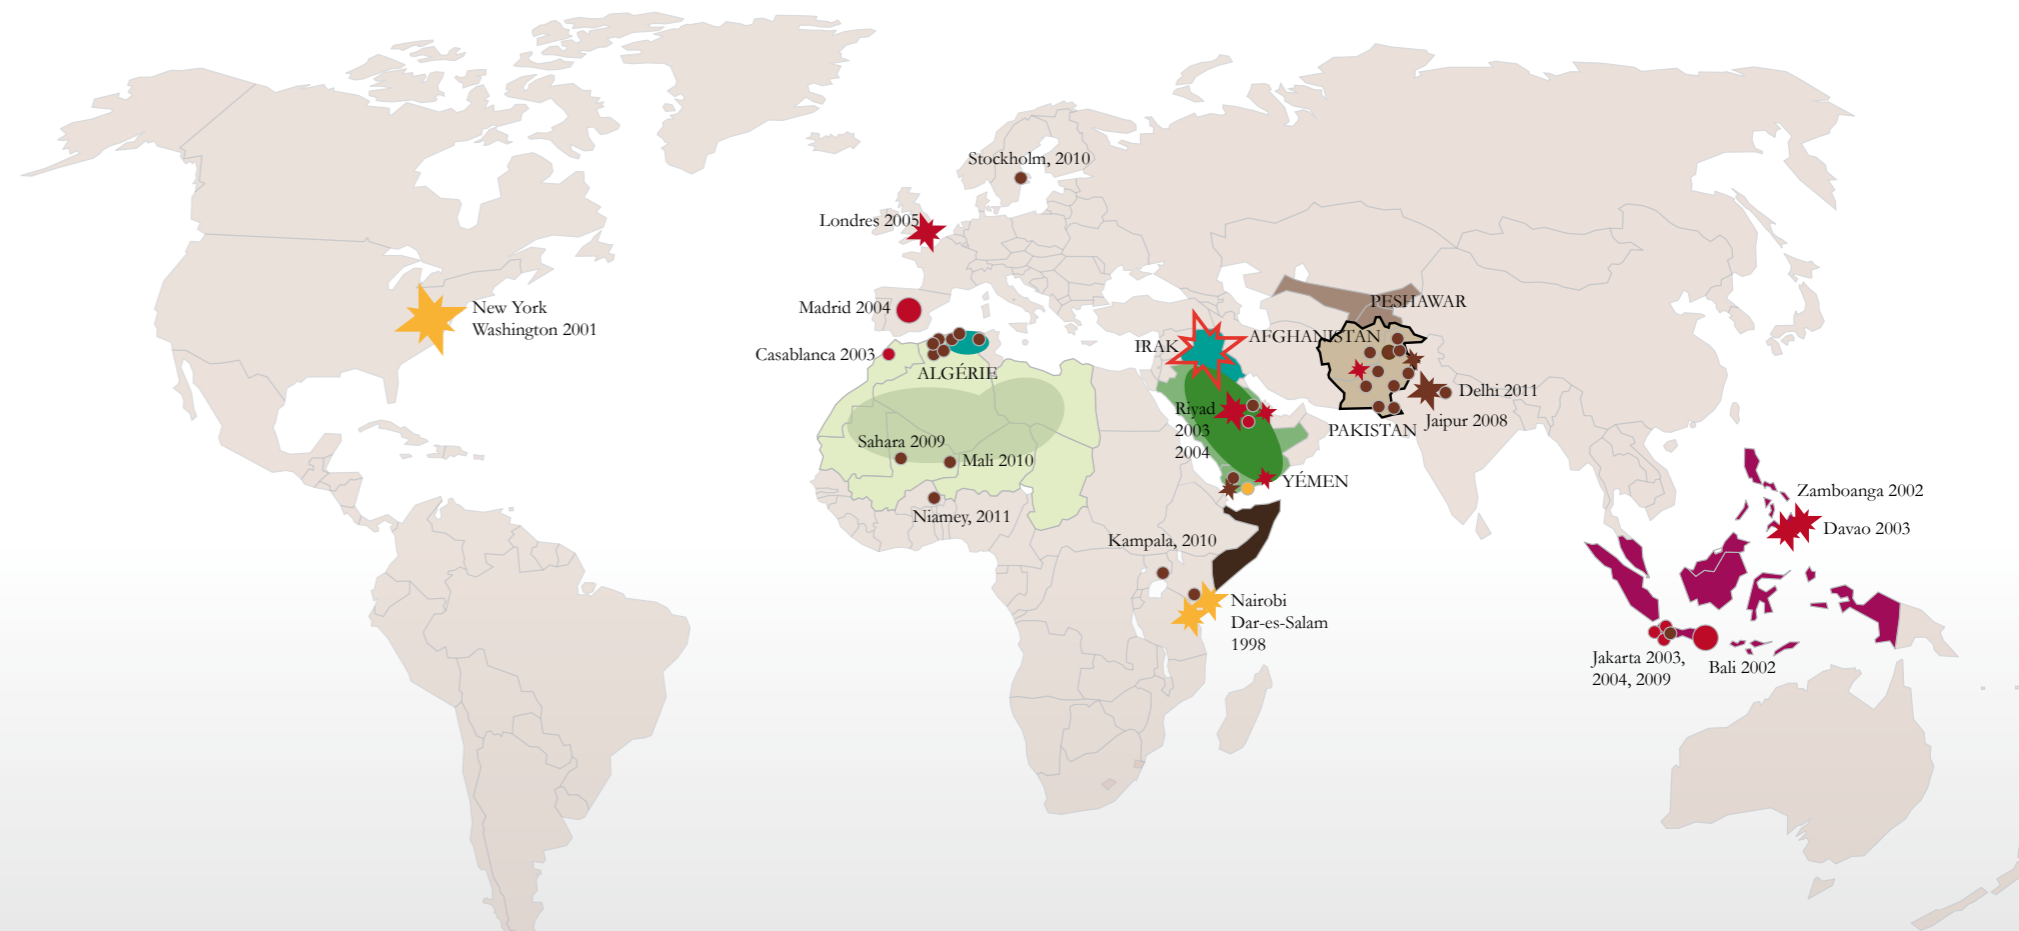 Stockholm, 2010
Londres 2005
New York
Washington 2001
Madrid 2004
PESHAWAR
IRAK
AFGHANISTAN
Casablanca 2003
ALGÉRIE
Delhi 2011
Riyad
2003
2004
PAKISTAN
Jaipur 2008
Sahara 2009
Mali 2010
YÉMEN
Zamboanga 2002
Niamey, 2011
Davao 2003
Kampala, 2010
Nairobi
Dar-es-Salam
1998
Jakarta 2003,
2004, 2009
Bali 2002